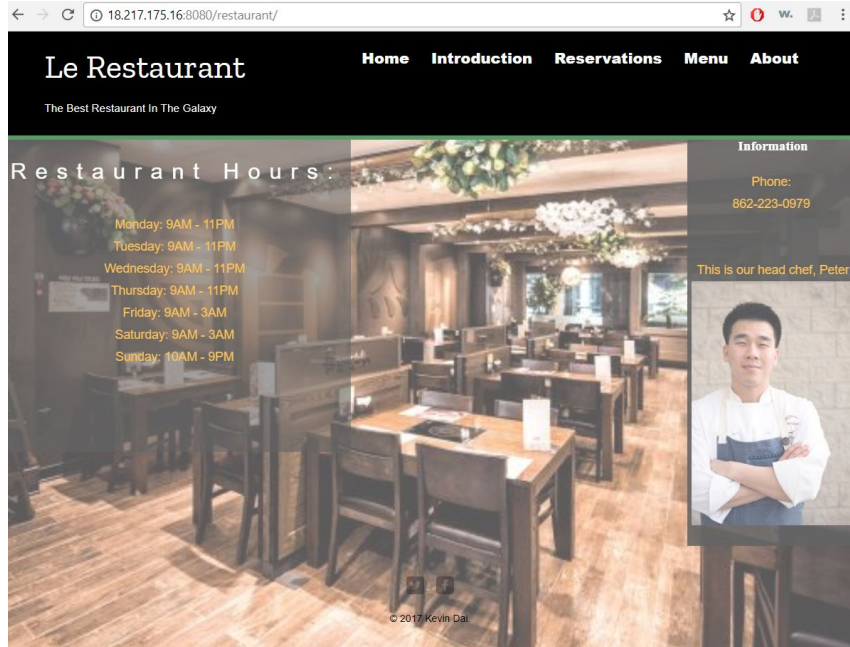 18.217.175.16:8080/restaurant/
w.
Le Restaurant
The Best Restaurant In The Galaxy
Home Introduction Reservations Menu About
Restaurant Hours:
Monday: 9AM - 11PM
Tuesday: 9AM - 11PM
Wednesday: 9AM - 11PM
Thursday: 9AM - 11PM
Friday: 9AM - 3AM
Saturday: 9AM - 3AM
Sunday: 10AM - 9PM
Information
Phone:
862-223-0979
This is our head chef, Peter
© 2017 Kevin Dai